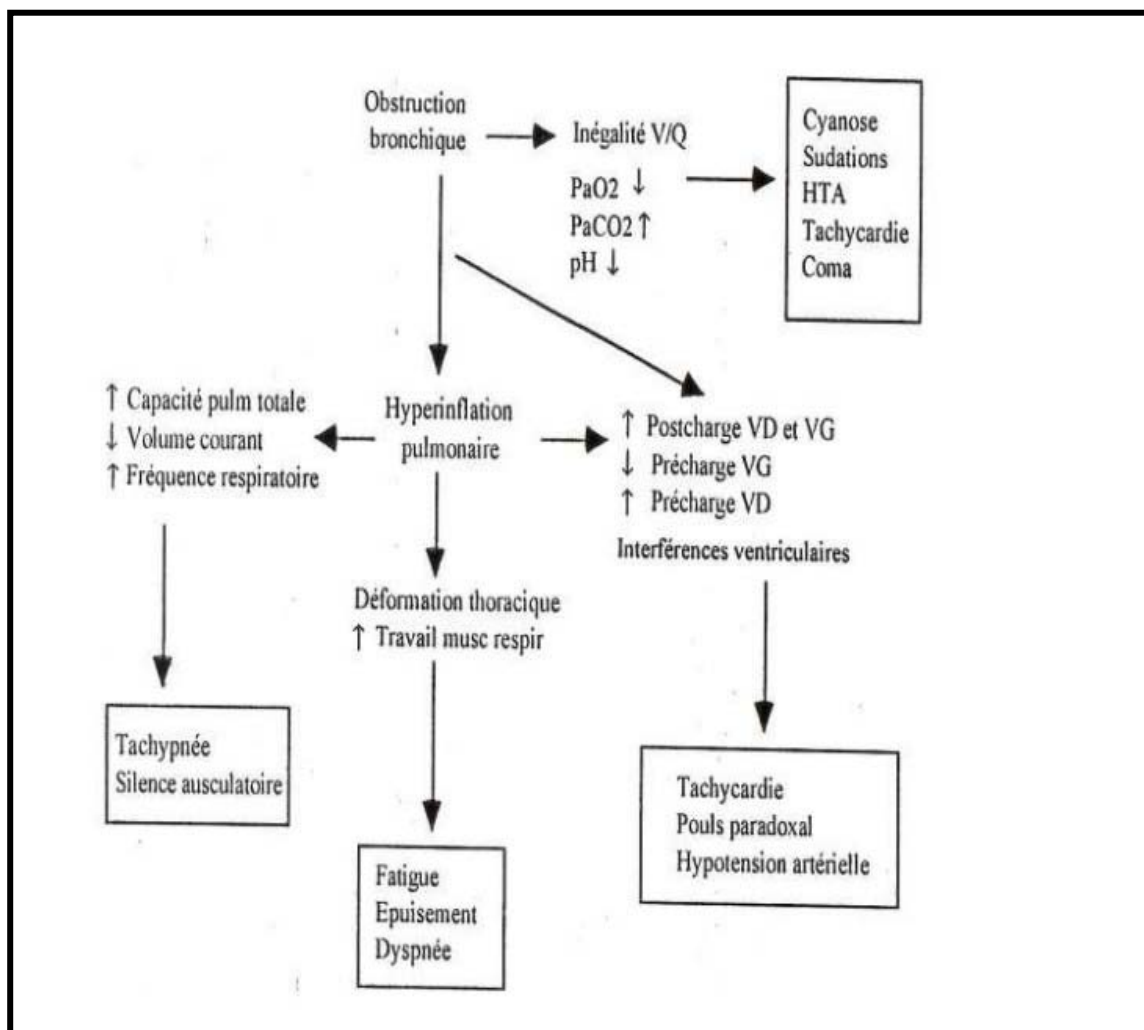 Obstruction
bronchique
Inégalité V/Q
PaO2 ↓
PaCO2 ↑
pH ↓
Cyanose
Sudations
HTA
Tachycardie
Coma
↑ Capacité pulm totale
↓ Volume courant
↑ Fréquence respiratoire
Hyperinflation
pulmonaire
↑ Postcharge VD et VG
↓ Précharge VG
↑ Précharge VD
Interférences ventriculaires
Déformation thoracique
↑ Travail musc respir
Tachypnée
Silence ausculatoire
Fatigue
Epuisement
Dyspnée
Tachycardie
Pouls paradoxal
Hypotension artérielle